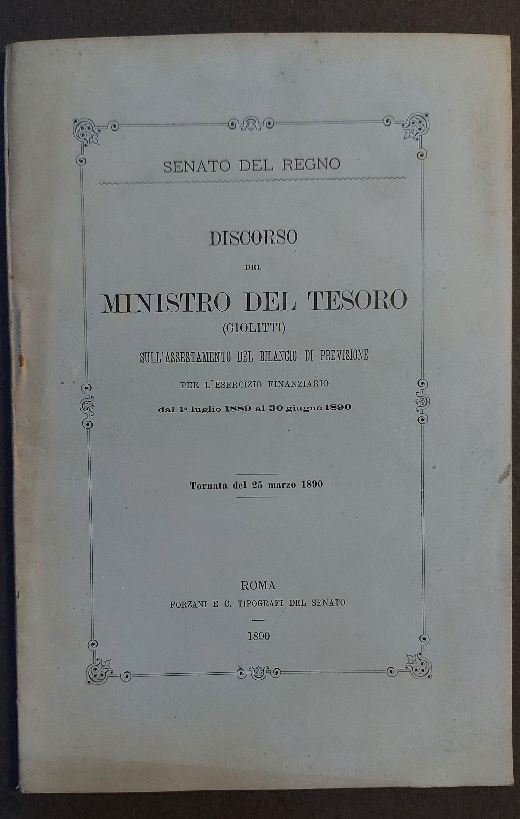 SENATO DEL REGNO
DISCORSO
DEL
MINISTRO DEL TESORO
(GIOLITTI)
SULL'ASSESTAMENTO DEL BILANCIO DI PREVISIONE
PER L'ESERCIZIO FINANZIARIO
dal 1º luglio 1889 al 30 giugno 1890
Tornata del 25 marzo 1890
ROMA
FORZANI E C. TIPOGRAFI DEL SENATO
1890